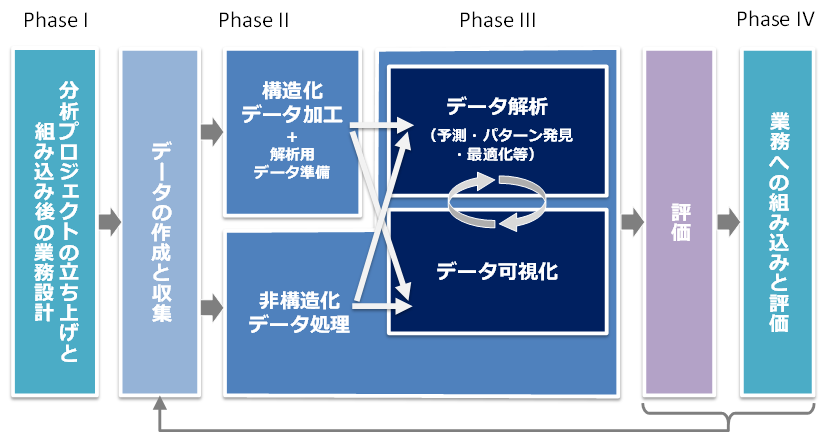 Phase I
Phase II
Phase III
Phase IV
分析プロジェクトの立ち上げと
組み込み後の業務設計
データの作成と収集
構造化
データ加工
+
解析用
データ準備
非構造化
データ処理
データ解析
（予測・パターン発見
・最適化等）
データ可視化
評価
業務への組み込みと評価